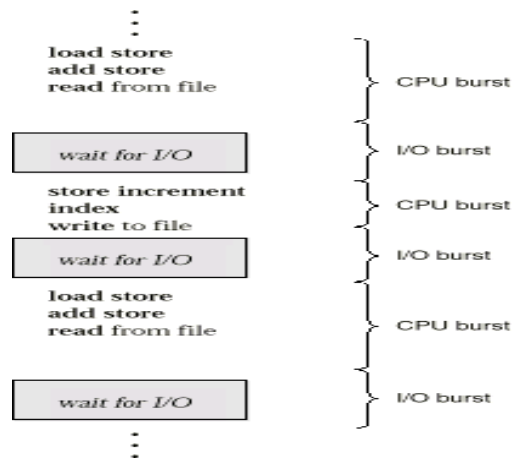 load store
add store
read from file
CPU burst
wait for I/O
I/O burst
store increment
index
write to file
CPU burst
wait for I/O
I/O burst
load store
add store
read from file
CPU burst
wait for I/O
I/O burst